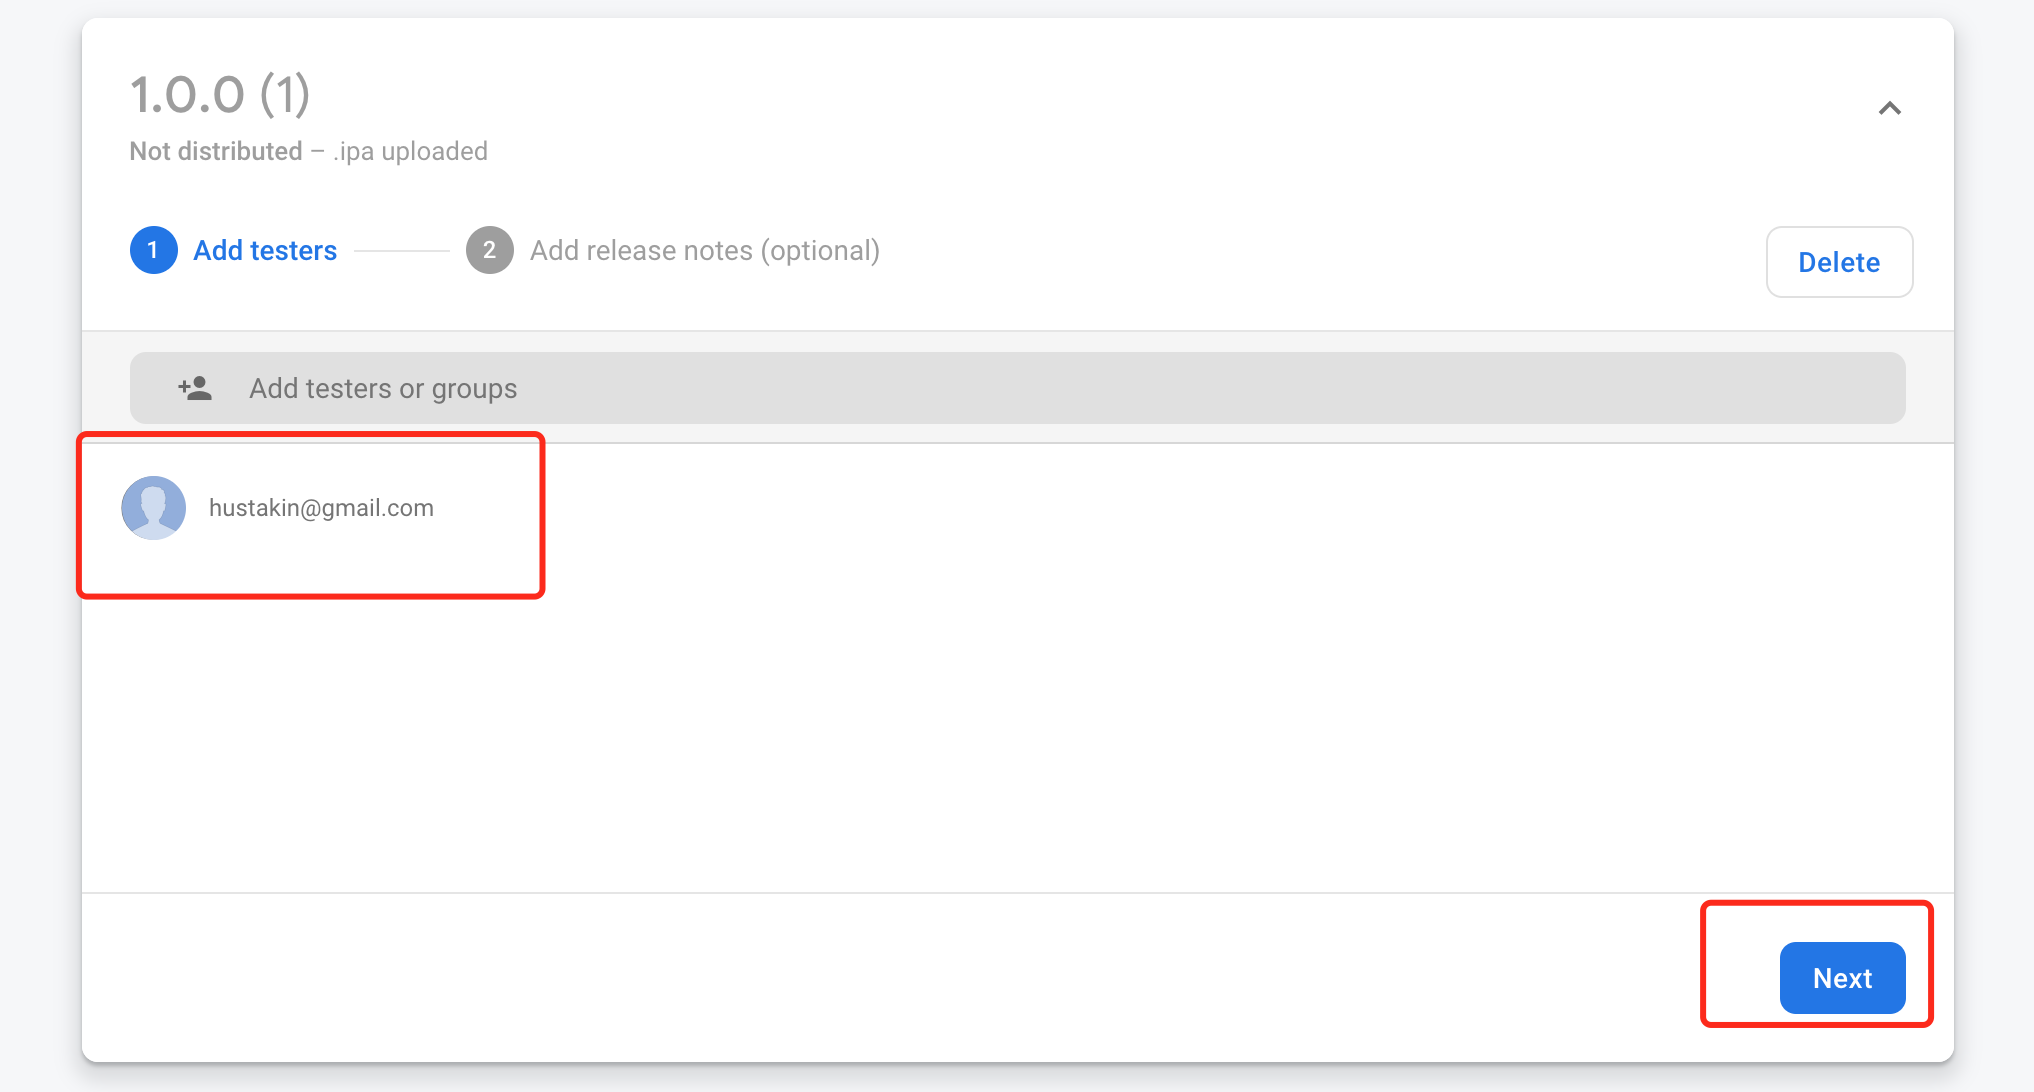 1.0.0 (1)
Not distributed – .ipa uploaded
1 Add testers 2 Add release notes (optional)
Delete
Add testers or groups
hustakin@gmail.com
Next